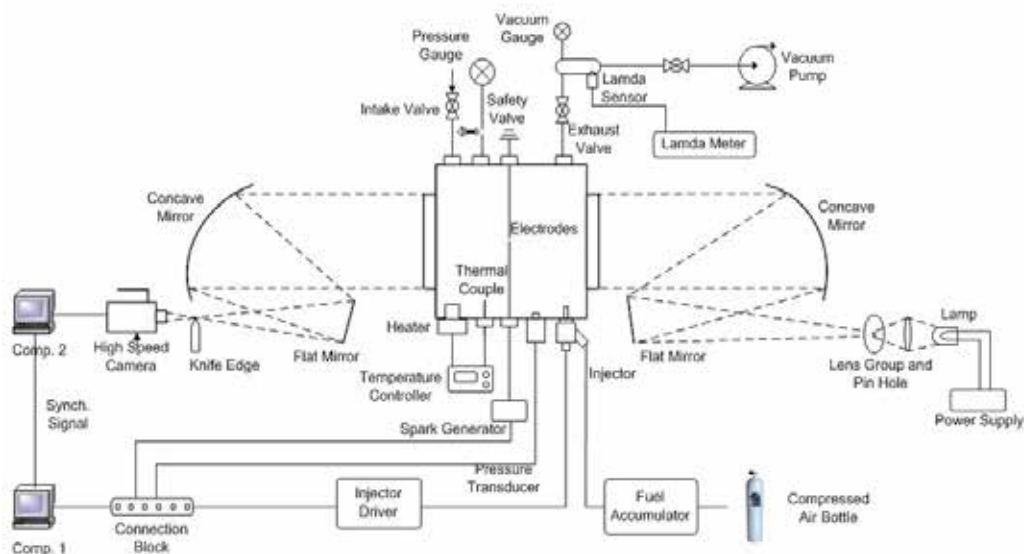 Vacuum
Gauge
Pressure
Gauge
Vacuum
Pump
Lamda
Sensor
Intake Valve
Safety
Valve
Exhaust
Valve
Lamda Meter
Concave
Mirror
Concave
Mirror
Electrodes
Thermal
Couple
Heater
Lamp
Comp. 2
High Speed
Camera
Knife Edge
Flat Mirror
Flat Mirror
Injector
Lens Group and
Pin Hole
Temperature
Controller
Synch.
Signal
Power Supply
Spark Generator
Pressure
Transducer
Injector
Driver
Fuel
Accumulator
Compressed
Air Bottle
Connection
Block
Comp. 1